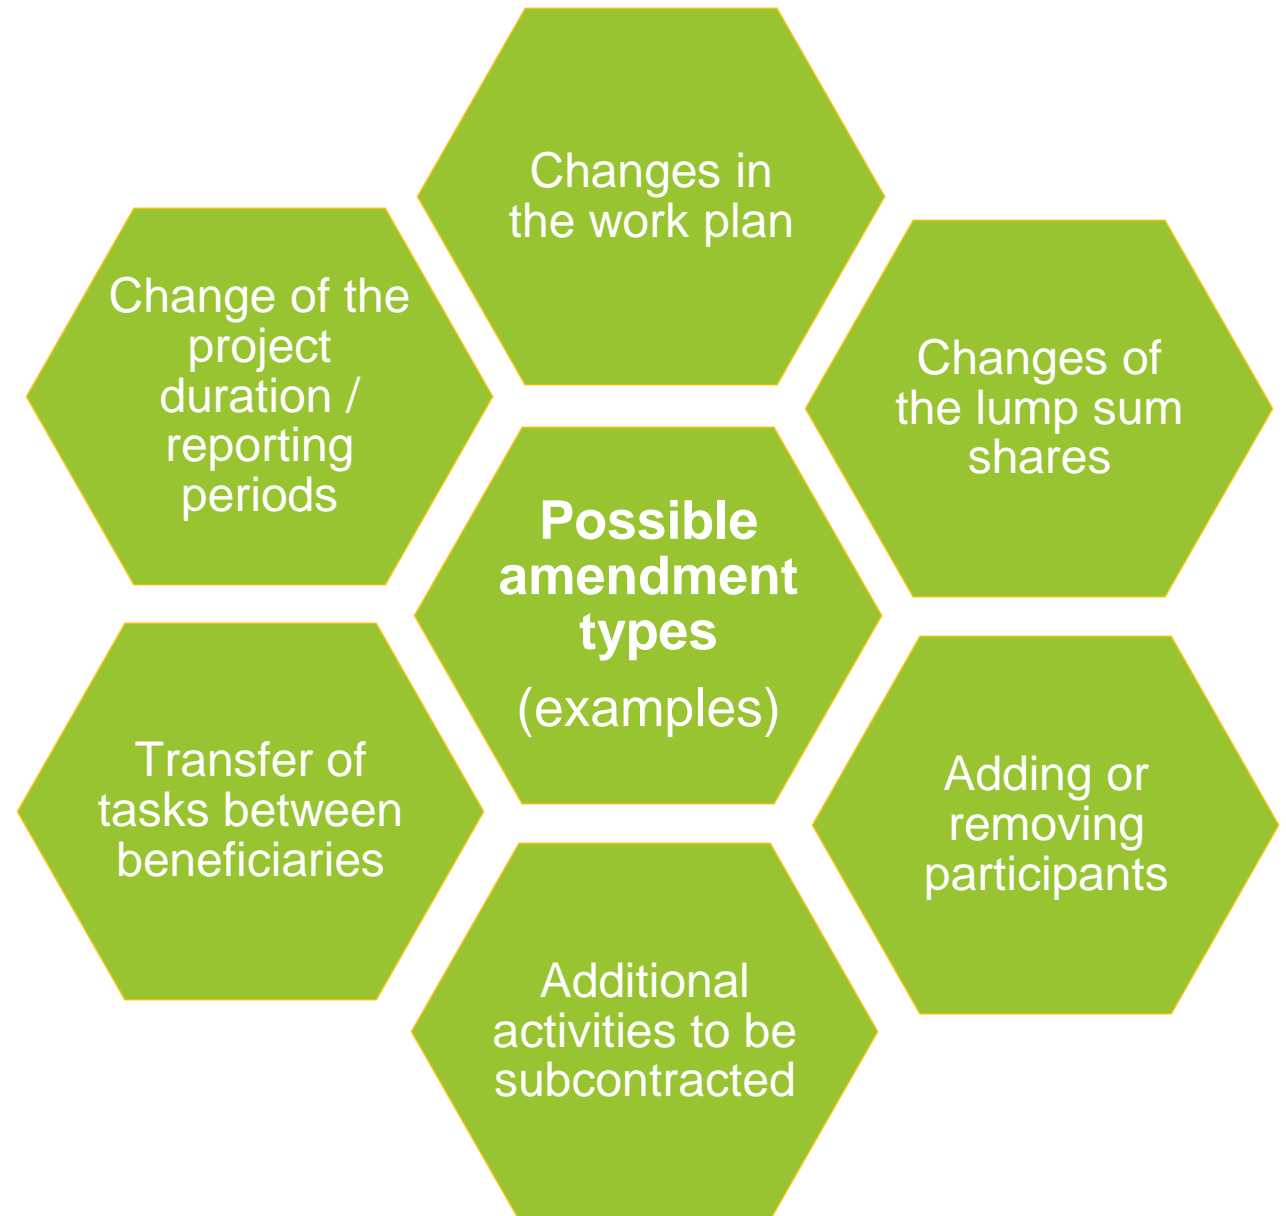 Changes in
the work plan
Change of the
project
duration /
reporting
periods
Changes of
the lump sum
shares
Possible
amendment
types
(examples)
Transfer of
tasks between
beneficiaries
Adding or
removing
participants
Additional
activities to be
subcontracted